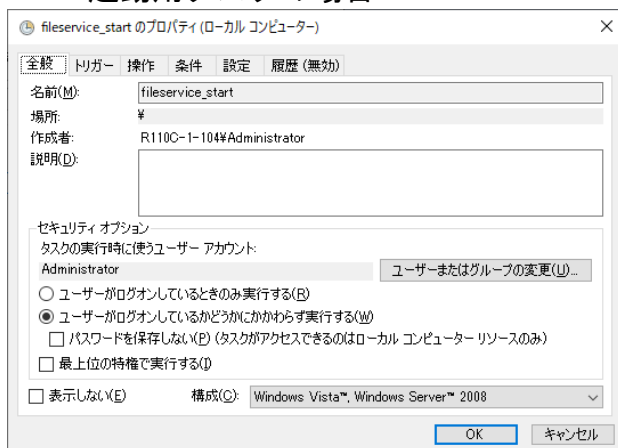 fileservice_start のプロパティ (ローカル コンピューター)
全般 トリガー 操作 条件 設定 履歴 (無効)
名前(M): fileservice_start
場所: ¥
作成者: R110C-1-104¥Administrator
説明(D):
セキュリティ オプション
タスクの実行時に使うユーザー アカウント:
Administrator ユーザーまたはグループの変更(U)...
ユーザーがログオンしているときのみ実行する(R)
ユーザーがログオンしているかどうかにかかわらず実行する(W)
パスワードを保存しない(P) (タスクがアクセスできるのはローカル コンピューター リソースのみ)
最上位の特権で実行する(I)
表示しない(E) 構成(C): Windows Vista™, Windows Server™ 2008
OK キャンセル